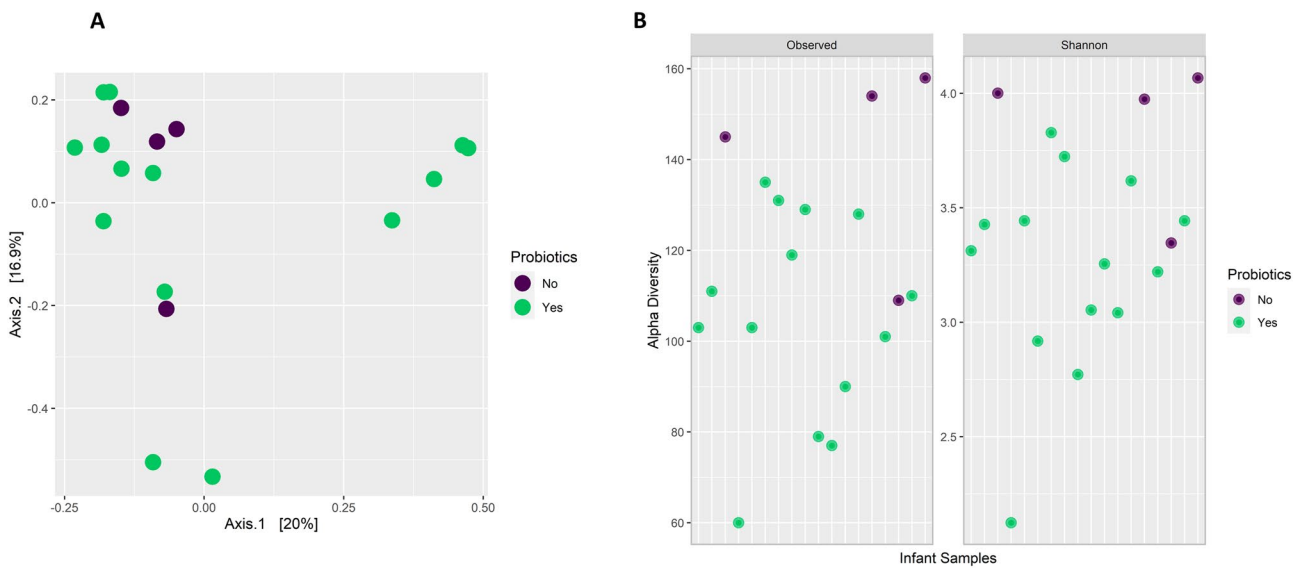 A
0.2
0.0
-0.2
-0.4
Axis.2 [16.9%]
-0.25
0.00
0.25
0.50
Axis.1 [20%]
Probiotics
No
Yes
B
Observed
Shannon
160
140
120
100
80
60
Alpha Diversity
4.0
3.5
3.0
2.5
Infant Samples
Probiotics
No
Yes